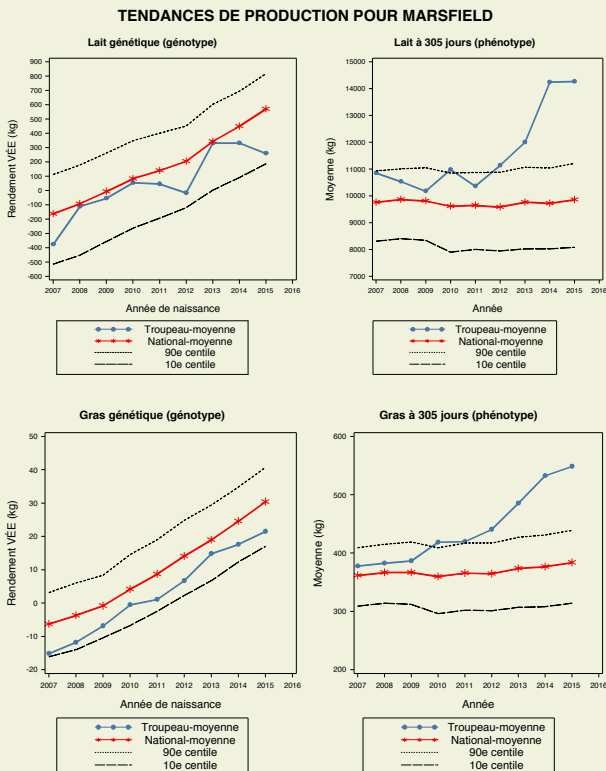 TENDANCES DE PRODUCTION POUR MARSFIELD
Lait génétique (génotype)
Rendement VÉE (kg)
900
800
700
600
500
400
300
200
100
0
-100
-200
-300
-400
-500
-600
2007 2008 2009 2010 2011 2012 2013 2014 2015 2016
Année de naissance
Troupeau-moyenne
National-moyenne
90e centile
10e centile
Lait à 305 jours (phénotype)
Moyenne (kg)
15000
14000
13000
12000
11000
10000
9000
8000
7000
2007 2008 2009 2010 2011 2012 2013 2014 2015 2016
Année
Troupeau-moyenne
National-moyenne
90e centile
10e centile
Gras génétique (génotype)
Rendement VÉE (kg)
50
40
30
20
10
0
-10
-20
2007 2008 2009 2010 2011 2012 2013 2014 2015 2016
Année de naissance
Troupeau-moyenne
National-moyenne
90e centile
10e centile
Gras à 305 jours (phénotype)
Moyenne (kg)
600
500
400
300
200
2007 2008 2009 2010 2011 2012 2013 2014 2015 2016
Année
Troupeau-moyenne
National-moyenne
90e centile
10e centile